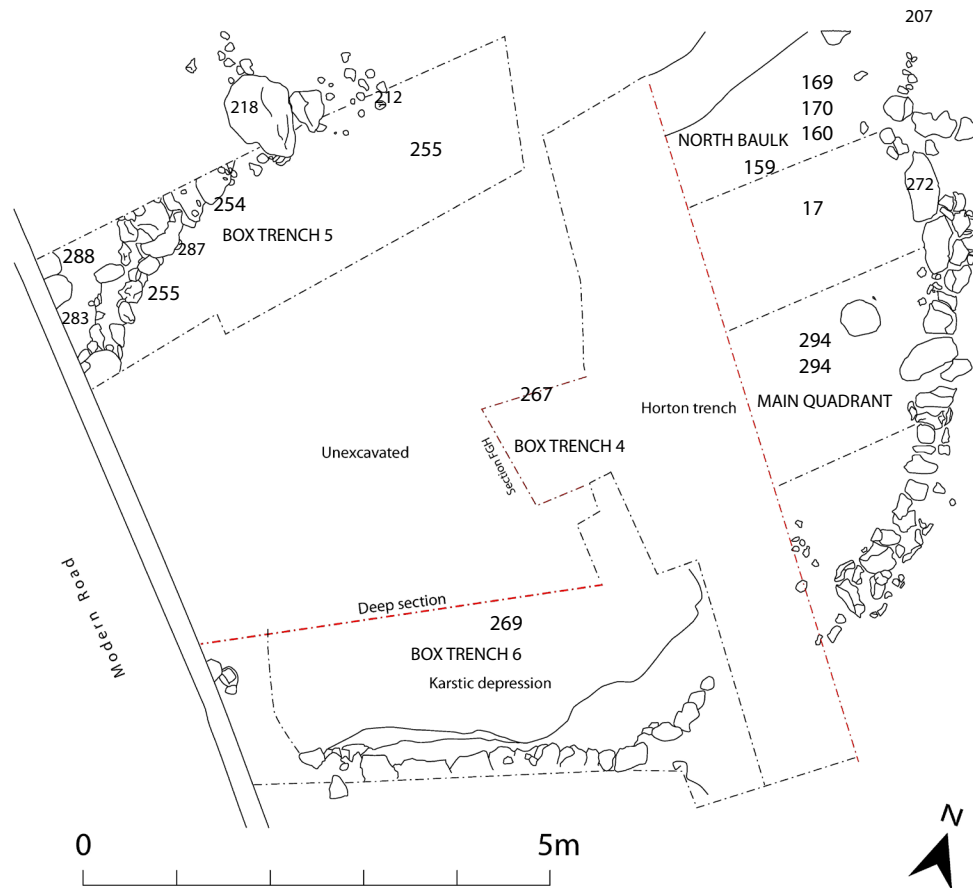 207
169
218
212
170
NORTH BAULK
160
255
159
272
254
17
BOX TRENCH 5
288
287
255
283
294
294
267
MAIN QUADRANT
Horton trench
BOX TRENCH 4
Unexcavated
Section FGH
Modern Road
Deep section
269
BOX TRENCH 6
Karstic depression
N
0
5m